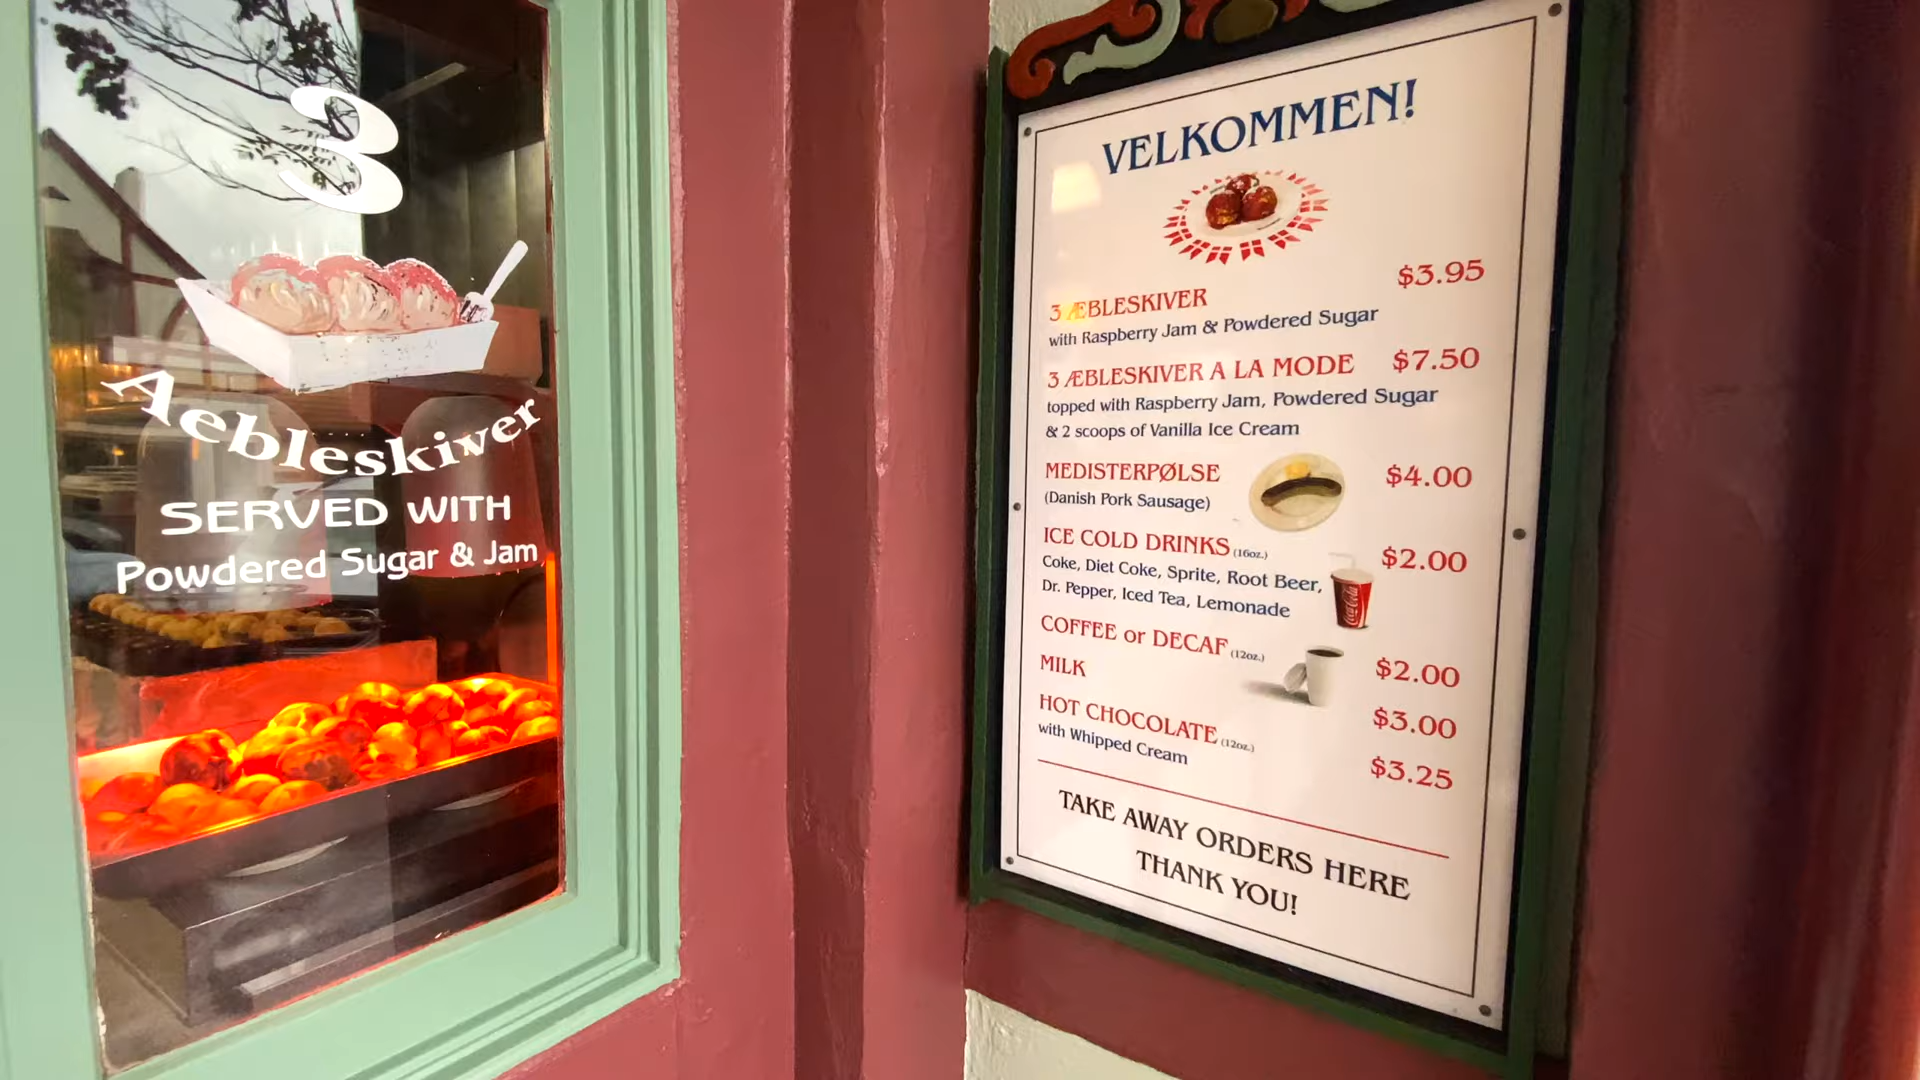 3
Aebleskiver
SERVED WITH
Powdered Sugar & Jam
VELKOMMEN!
3 ÆBLESKIVER $3.95
with Raspberry Jam & Powdered Sugar
3 ÆBLESKIVER A LA MODE $7.50
topped with Raspberry Jam, Powdered Sugar
& 2 scoops of Vanilla Ice Cream
MEDISTERPØLSE $4.00
(Danish Pork Sausage)
ICE COLD DRINKS (16oz.) $2.00
Coke, Diet Coke, Sprite, Root Beer,
Dr. Pepper, Iced Tea, Lemonade
Coca-Cola
COFFEE or DECAF (12oz.) $2.00
MILK $3.00
HOT CHOCOLATE (12oz.) $3.25
with Whipped Cream
TAKE AWAY ORDERS HERE
THANK YOU!